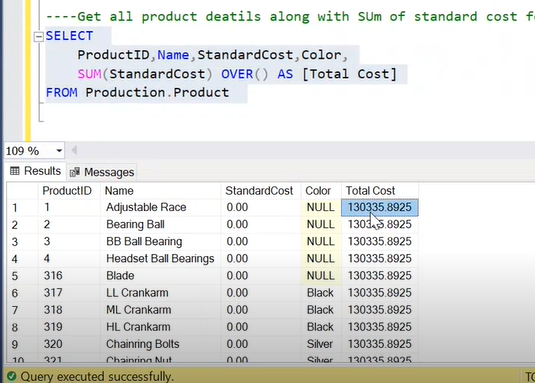 ----Get all product deatils along with SUm of standard cost f
SELECT
ProductID,Name,StandardCost,Color,
SUM(StandardCost) OVER() AS [Total Cost]
FROM Production.Product
109 %
Results Messages
ProductID Name StandardCost Color Total Cost
1 1 Adjustable Race 0.00 NULL 130335.8925
2 2 Bearing Ball 0.00 NULL 130335.8925
3 3 BB Ball Bearing 0.00 NULL 130335.8925
4 4 Headset Ball Bearings 0.00 NULL 130335.8925
5 316 Blade 0.00 NULL 130335.8925
6 317 LL Crankarm 0.00 Black 130335.8925
7 318 ML Crankarm 0.00 Black 130335.8925
8 319 HL Crankarm 0.00 Black 130335.8925
9 320 Chainring Bolts 0.00 Silver 130335.8925
10 321 Chainring Nut 0.00 Silver 130335.8925
Query executed successfully. TO